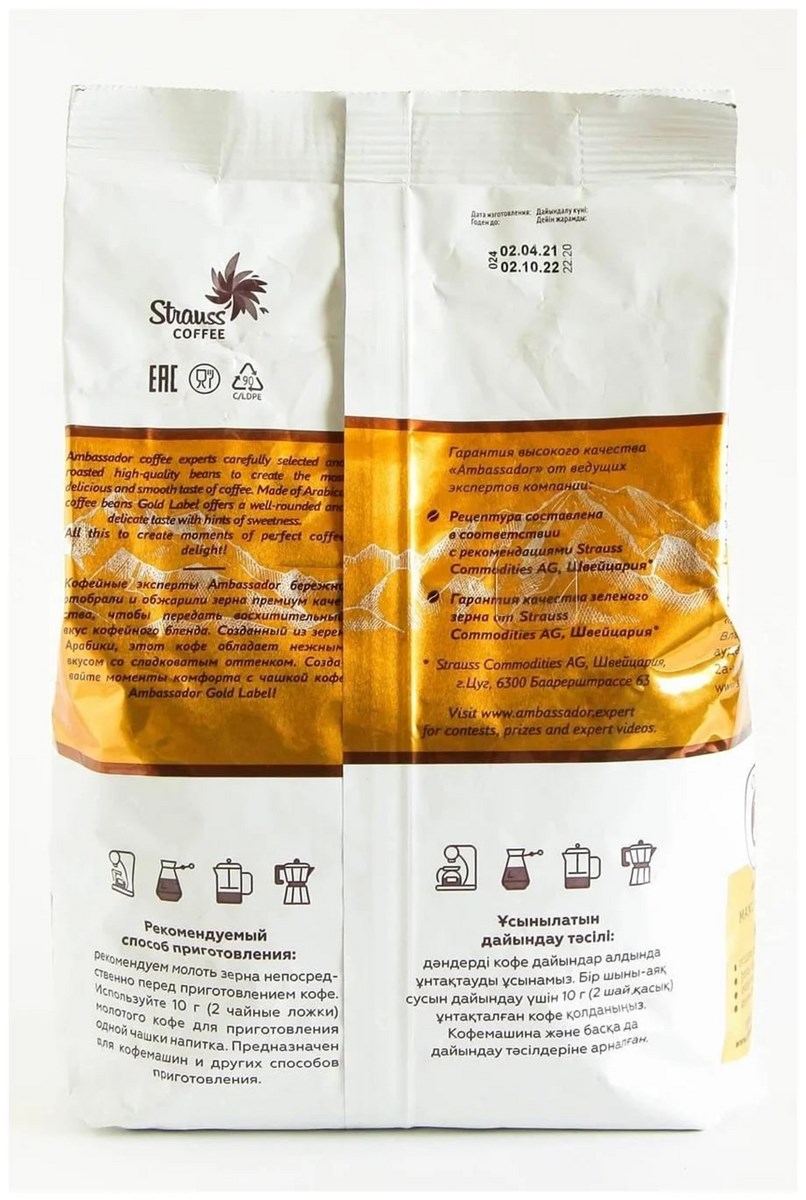 Дата изготовления: Дайындалу күні:
Годен до: Дейін жарамды:
024 02.04.21 22:20
02.10.22
Strauss
COFFEE
EAC
90
C/LDPE
Ambassador coffee experts carefully selected and
roasted high-quality beans to create the most
delicious and smooth taste of coffee. Made of Arabica
coffee beans Gold Label offers a well-rounded and
delicate taste with hints of sweetness.
All this to create moments of perfect coffee
delight!
Кофейные эксперты Ambassador бережно
отобрали и обжарили зерна премиум каче
ства, чтобы передать восхитительный
вкус кофейного бленда. Созданный из зерен
Арабики, этот кофе обладает нежным
вкусом со сладковатым оттенком. Созда
вайте моменты комфорта с чашкой кофе
Ambassador Gold Label!
Гарантия высокого качества
«Ambassador» от ведущих
экспертов компании:
Рецептура составлена
в соответствии
с рекомендациями Strauss
Commodities AG, Швейцария*
Гарантия качества зеленого
зерна от Strauss
Commodities AG, Швейцария*
* Strauss Commodities AG, Швейцария,
г.Цуг, 6300 Баарерштрассе 63
Visit www.ambassador.expert
for contests, prizes and expert videos.
Рекомендуемый
способ приготовления:
рекомендуем молоть зерна непосред-
ственно перед приготовлением кофе.
Используйте 10 г (2 чайные ложки)
молотого кофе для приготовления
одной чашки напитка. Предназначен
для кофемашин и других способов
приготовления.
Ұсынылатын
дайындау тәсілі:
дәндерді кофе дайындар алдында
ұнтақтауды ұсынамыз. Бір шыны-аяқ
сусын дайындау үшін 10 г (2 шай қасық)
ұнтақталған кофе қолданыңыз.
Кофемашина және басқа да
дайындау тәсілдеріне арналған.